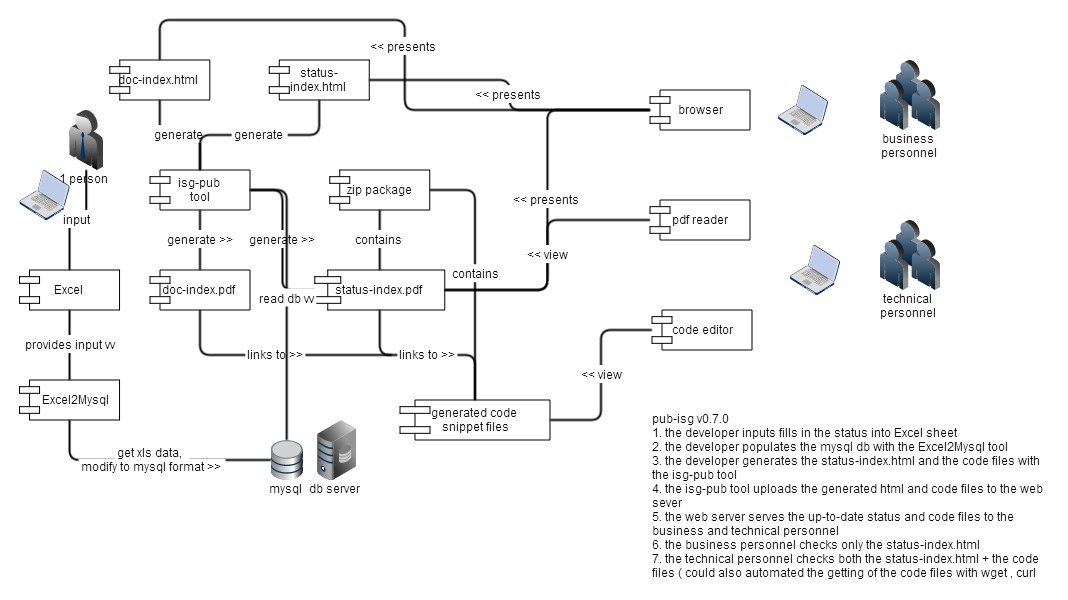 << presents
doc-index.html
status-
index.html
<< presents
browser
business
personnel
generate
generate
1 person
isg-pub
tool
zip package
input
<< presents
pdf reader
generate >>
generate >>
contains
<< view
contains
Excel
doc-index.pdf
read db vv
status-index.pdf
technical
personnel
code editor
provides input vv
links to >>
links to >>
<< view
Excel2Mysql
generated code
snippet files
get xls data,
modify to mysql format >>
mysql
db server
pub-isg v0.7.0
1. the developer inputs fills in the status into Excel sheet
2. the developer populates the mysql db with the Excel2Mysql tool
3. the developer generates the status-index.html and the code files with
the isg-pub tool
4. the isg-pub tool uploads the generated html and code files to the web
sever
5. the web server serves the up-to-date status and code files to the
business and technical personnel
6. the business personnel checks only the status-index.html
7. the technical personnel checks both the status-index.html + the code
files ( could also automated the getting of the code files with wget , curl